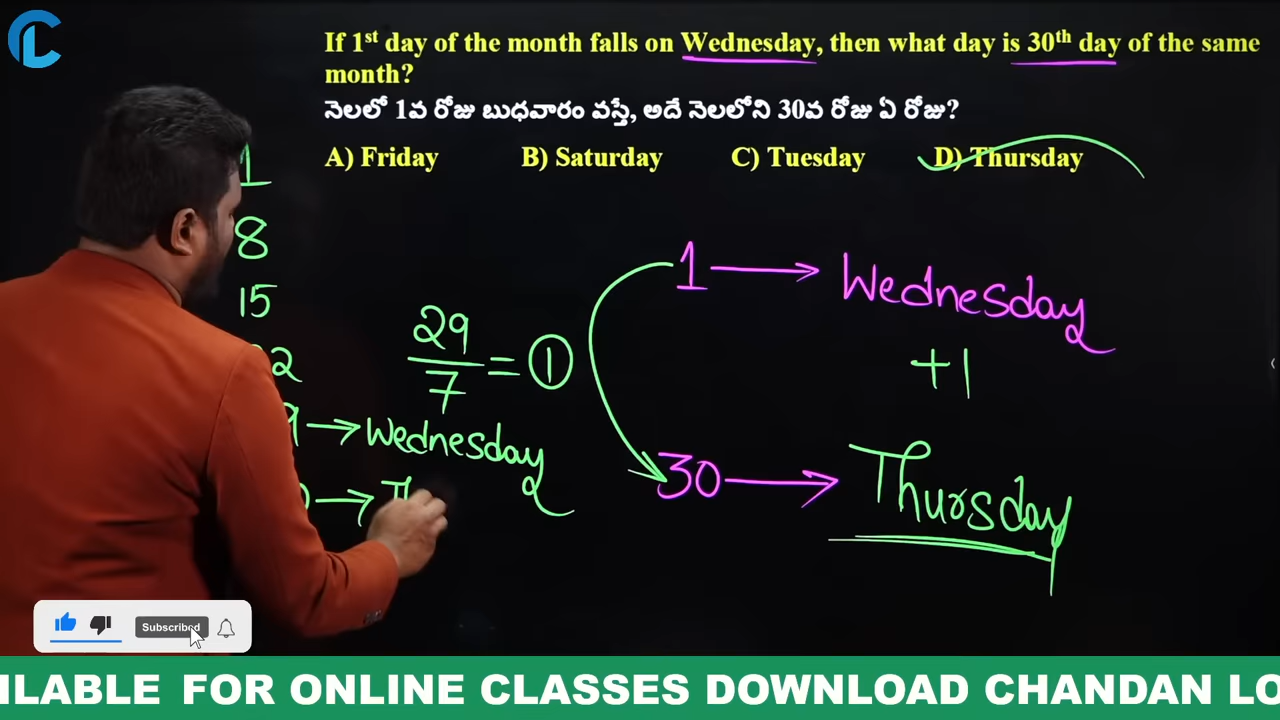 If 1st day of the month falls on Wednesday, then what day is 30th day of the same
month?
నెలలో 1వ రోజు బుధవారం వస్తే, అదే నెలలోని 30వ రోజు ఏ రోజు?
A) Friday B) Saturday C) Tuesday D) Thursday
1
8
15
29/7 = 1
→ Wednesday
→ Th
1 → Wednesday
+1
30 → Thursday
Subscribed
ILABLE FOR ONLINE CLASSES DOWNLOAD CHANDAN LO